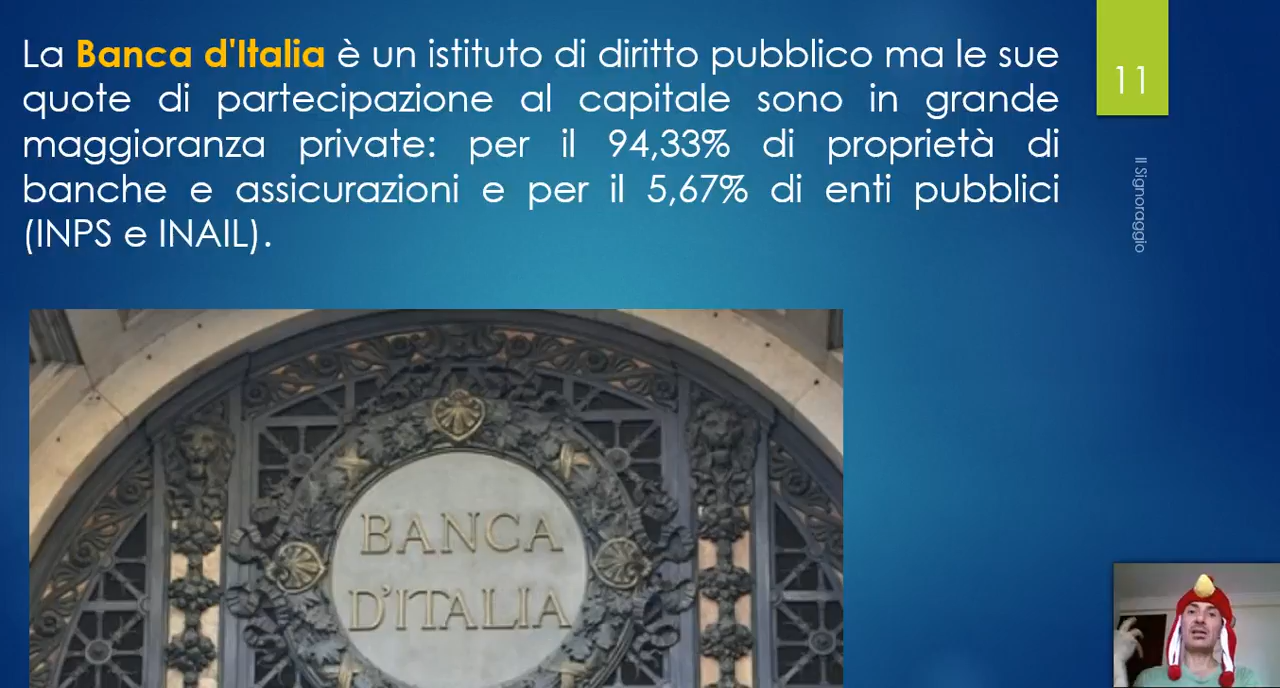 La Banca d'Italia è un istituto di diritto pubblico ma le sue
quote di partecipazione al capitale sono in grande
maggioranza private: per il 94,33% di proprietà di
banche e assicurazioni e per il 5,67% di enti pubblici
(INPS e INAIL).
11
Il Signoraggio
BANCA
D'ITALIA